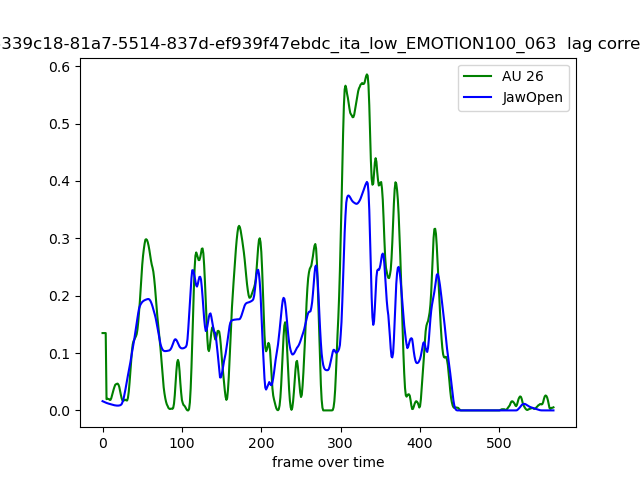 339c18-81a7-5514-837d-ef939f47ebdc_ita_low_EMOTION100_063 lag corre
AU 26
JawOpen
0.6
0.5
0.4
0.3
0.2
0.1
0.0
0 100 200 300 400 500
frame over time